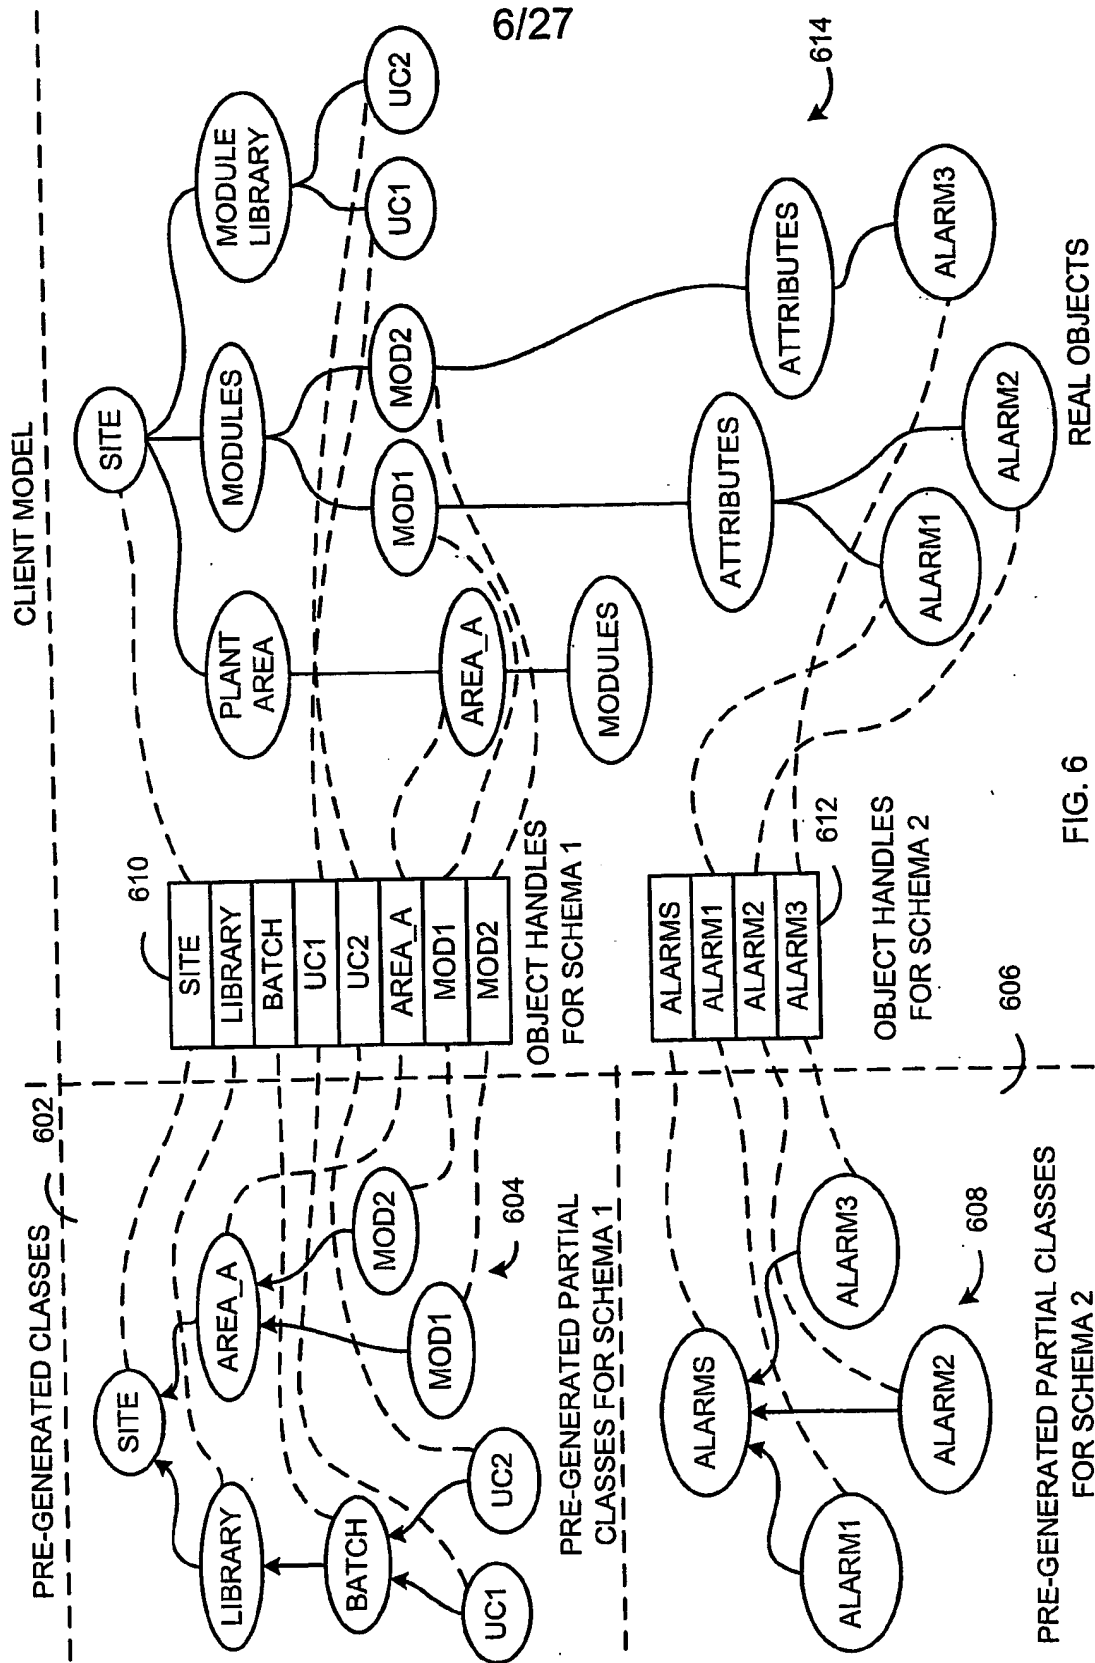 6/27
PRE-GENERATED CLASSES
602
CLIENT MODEL
SITE
LIBRARY
AREA_A
BATCH
MOD2
MOD1
UC1
UC2
604
PRE-GENERATED PARTIAL
CLASSES FOR SCHEMA 1
610
SITE
LIBRARY
BATCH
UC1
UC2
AREA_A
MOD1
MOD2
OBJECT HANDLES
FOR SCHEMA 1
SITE
PLANT
AREA
MODULES
MODULE
LIBRARY
MOD1
MOD2
UC1
UC2
AREA_A
MODULES
ATTRIBUTES
ATTRIBUTES
ALARM1
ALARM2
ALARM3
614
REAL OBJECTS
ALARMS
ALARM1
ALARM2
ALARM3
608
PRE-GENERATED PARTIAL CLASSES
FOR SCHEMA 2
ALARMS
ALARM1
ALARM2
ALARM3
612
OBJECT HANDLES
FOR SCHEMA 2
606
FIG. 6